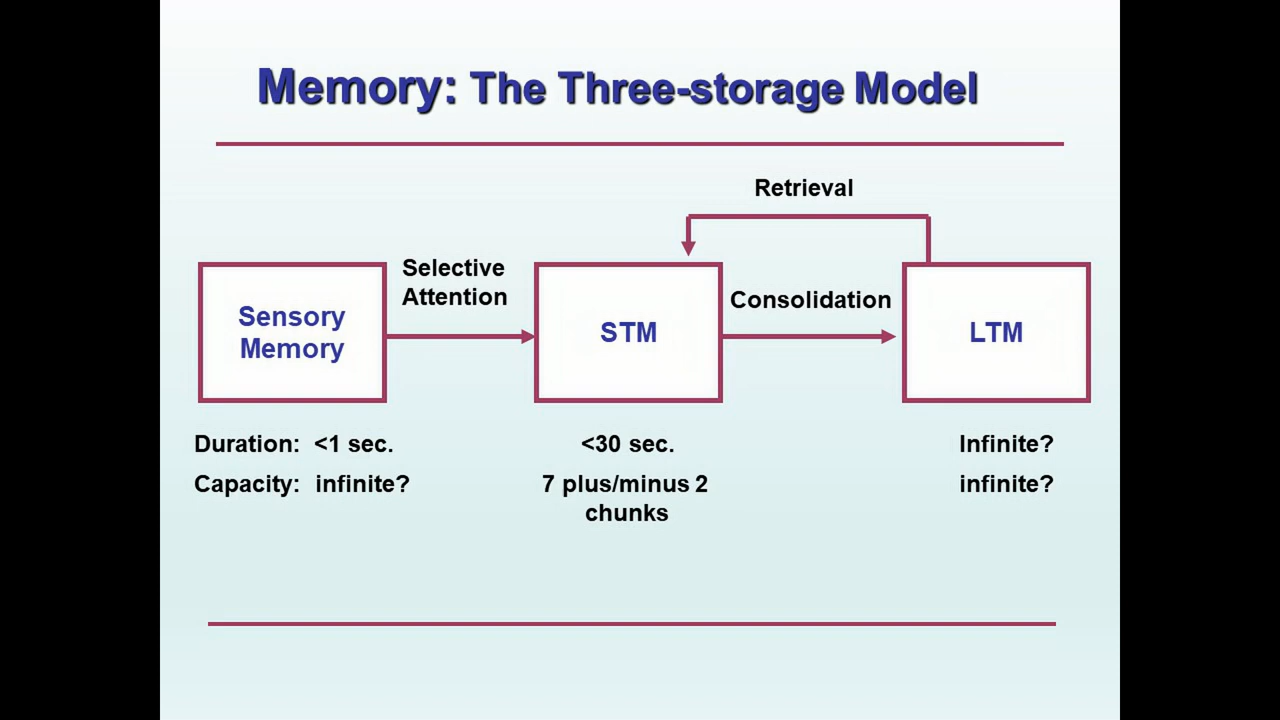 Memory: The Three-storage Model
Retrieval
Selective
Attention
Consolidation
Sensory
Memory
STM
LTM
Duration: <1 sec. <30 sec. Infinite?
Capacity: infinite? 7 plus/minus 2 infinite?
chunks